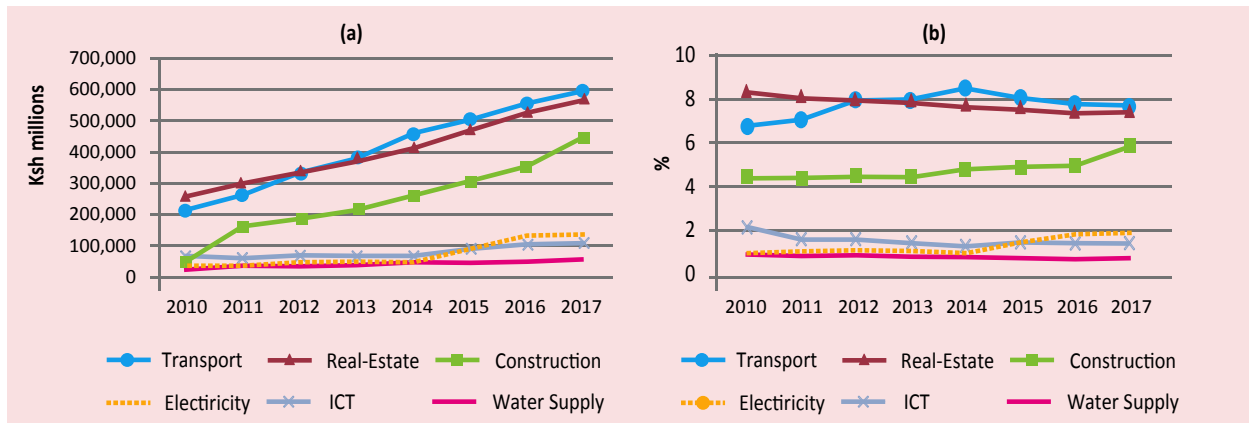 (a)
Ksh millions
700,000
600,000
500,000
400,000
300,000
200,000
100,000
0
2010 2011 2012 2013 2014 2015 2016 2017
Transport Real-Estate Construction
Electiricity ICT Water Supply
(b)
%
10
8
6
4
2
0
2010 2011 2012 2013 2014 2015 2016 2017
Transport Real-Estate Construction
Electiricity ICT Water Supply